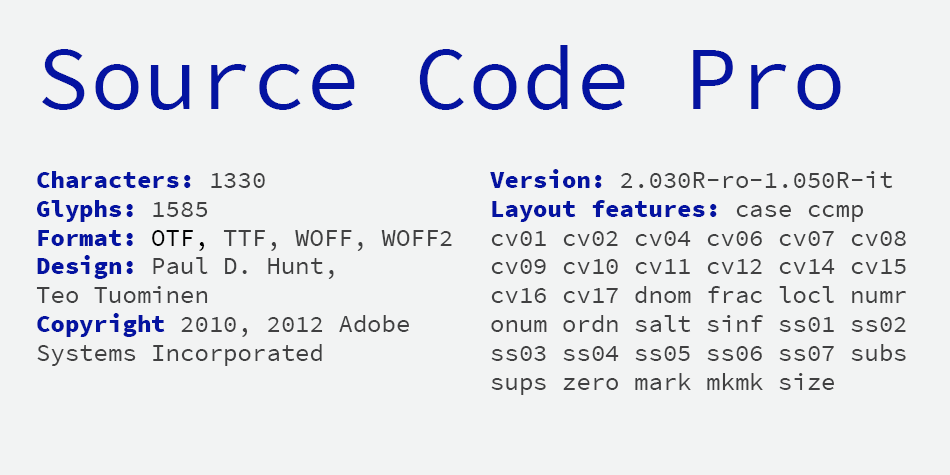 Source Code Pro
Characters: 1330
Glyphs: 1585
Format: OTF, TTF, WOFF, WOFF2
Design: Paul D. Hunt,
Teo Tuominen
Copyright 2010, 2012 Adobe
Systems Incorporated
Version: 2.030R-ro-1.050R-it
Layout features: case ccmp
cv01 cv02 cv04 cv06 cv07 cv08
cv09 cv10 cv11 cv12 cv14 cv15
cv16 cv17 dnom frac locl numr
onum ordn salt sinf ss01 ss02
ss03 ss04 ss05 ss06 ss07 subs
sups zero mark mkmk size